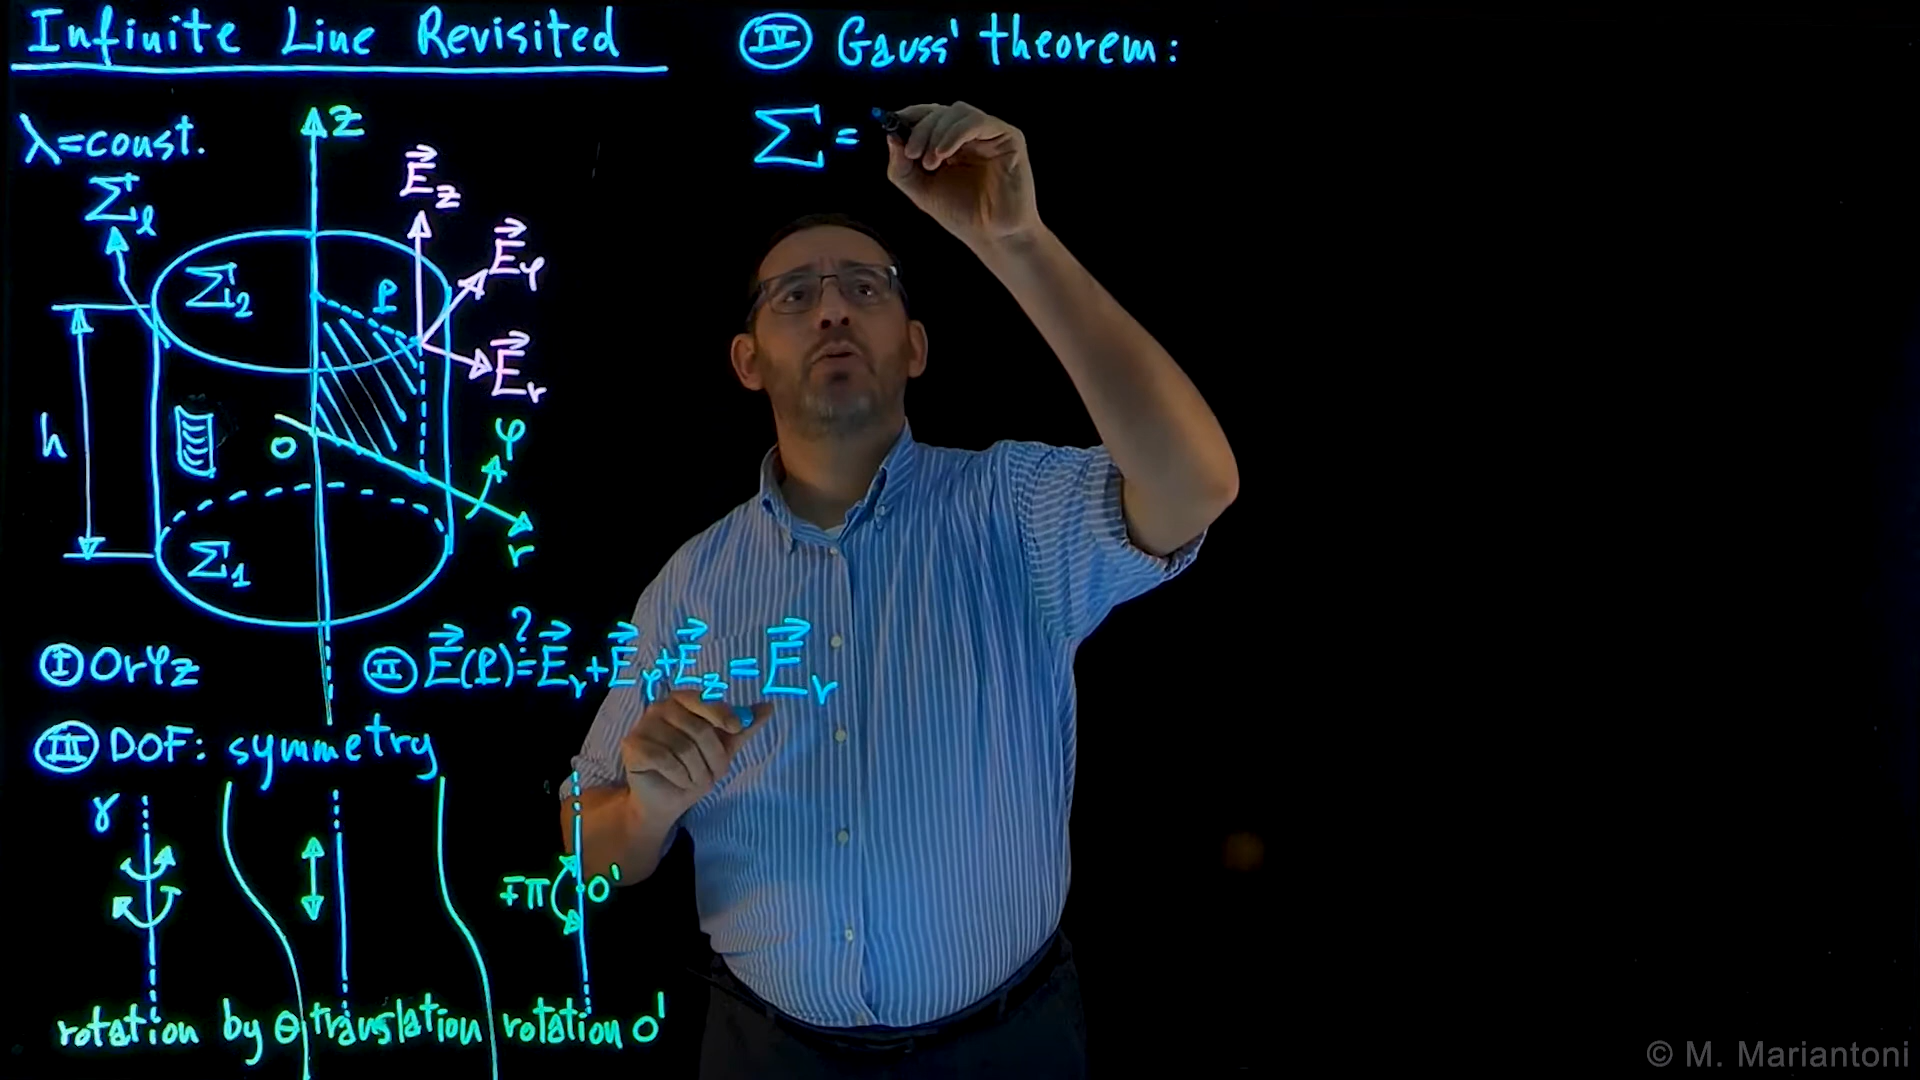 Infinite Line Revisited
λ=const.
z
Σℓ
E⃗z
E⃗φ
Σ2
P
E⃗r
h
O
φ
r
Σ1
Ⓘ Orφz
Ⓘ︎Ⓘ E⃗(P) ?= E⃗r + E⃗φ + E⃗z = E⃗r
III DOF: symmetry
γ
∓π
O'
rotation by θ
translation
rotation O'
IV Gauss' theorem:
Σ =
© M. Mariantoni